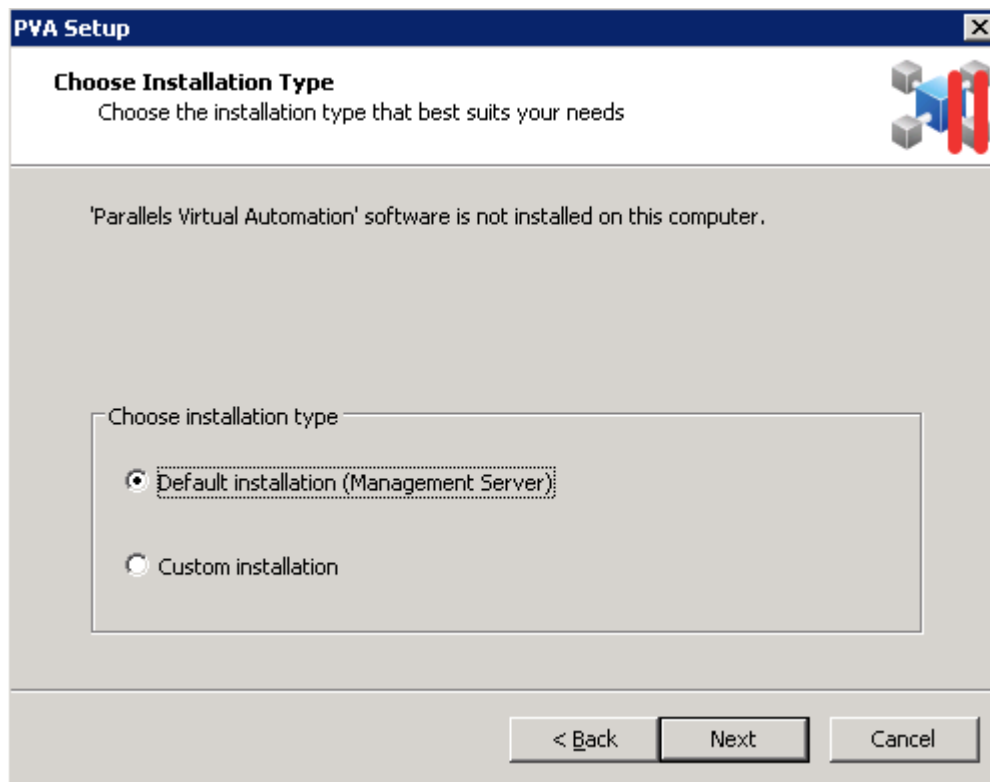 PVA Setup
Choose Installation Type
Choose the installation type that best suits your needs
'Parallels Virtual Automation' software is not installed on this computer.
Choose installation type
Default installation (Management Server)
Custom installation
< Back
Next
Cancel